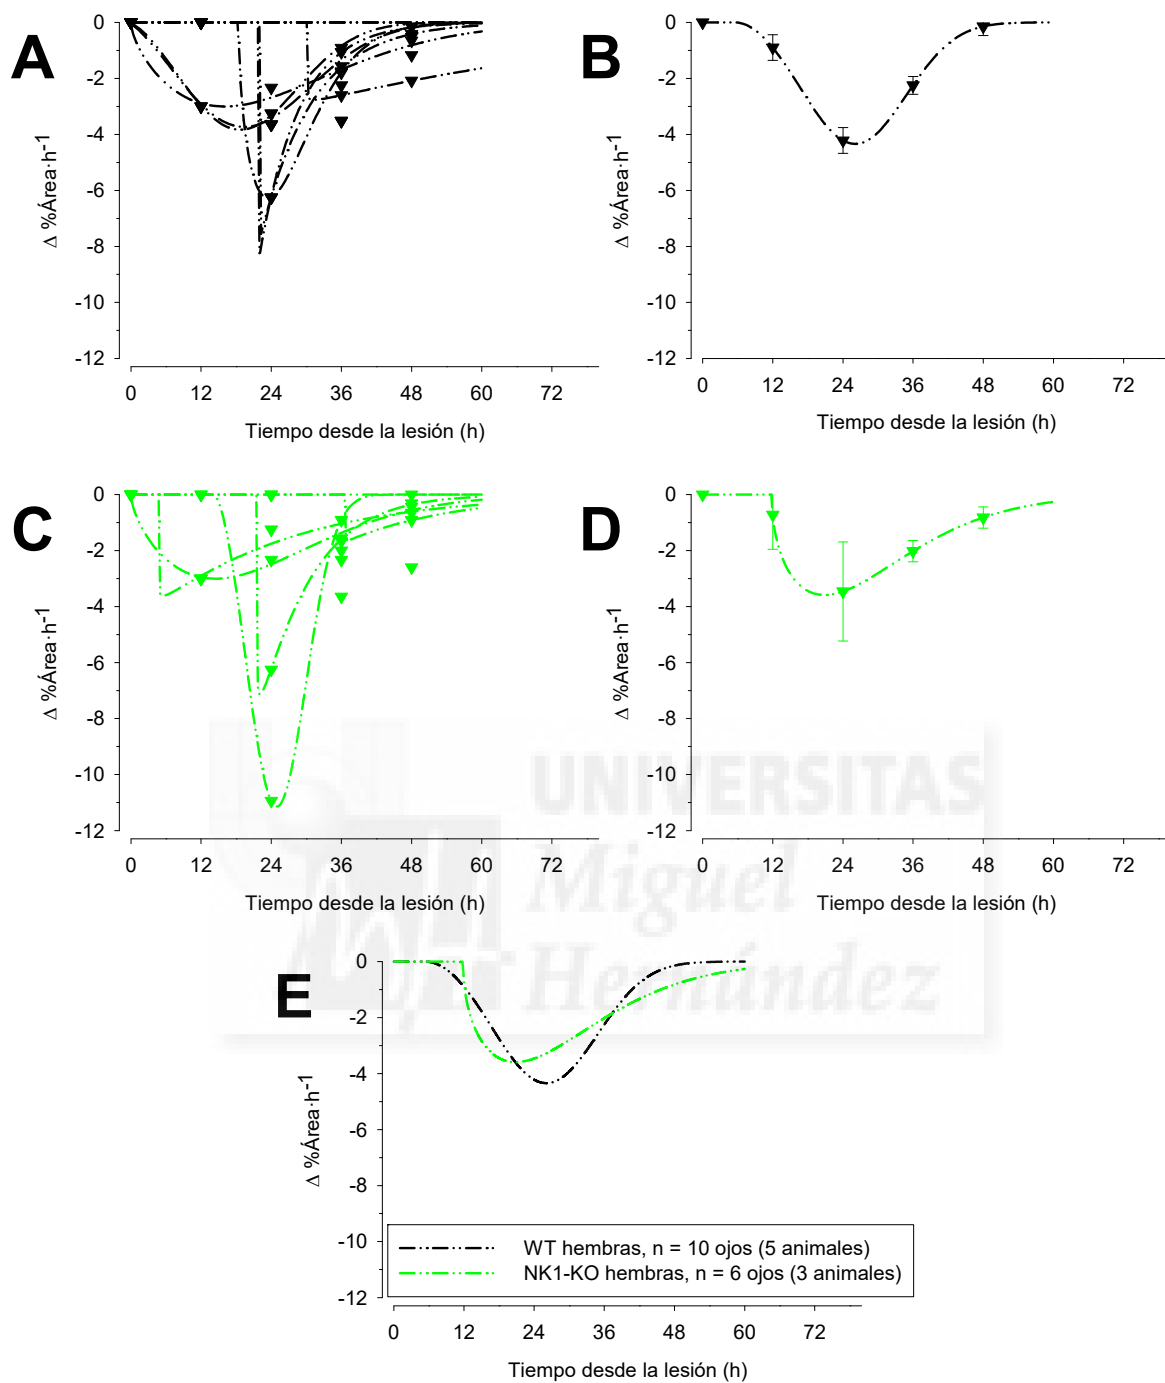 A
B
0
-2
-4
-6
-8
-10
-12
Δ %Área·h-1
0 12 24 36 48 60 72
Tiempo desde la lesión (h)
0
-2
-4
-6
-8
-10
-12
Δ %Área·h-1
0 12 24 36 48 60 72
Tiempo desde la lesión (h)
C
D
0
-2
-4
-6
-8
-10
-12
Δ %Área·h-1
0 12 24 36 48 60 72
Tiempo desde la lesión (h)
0
-2
-4
-6
-8
-10
-12
Δ %Área·h-1
0 12 24 36 48 60 72
Tiempo desde la lesión (h)
UNIVERSITAS
Miguel
Hernández
E
0
-2
-4
-6
-8
-10
-12
Δ %Área·h-1
WT hembras, n = 10 ojos (5 animales)
NK1-KO hembras, n = 6 ojos (3 animales)
0 12 24 36 48 60 72
Tiempo desde la lesión (h)